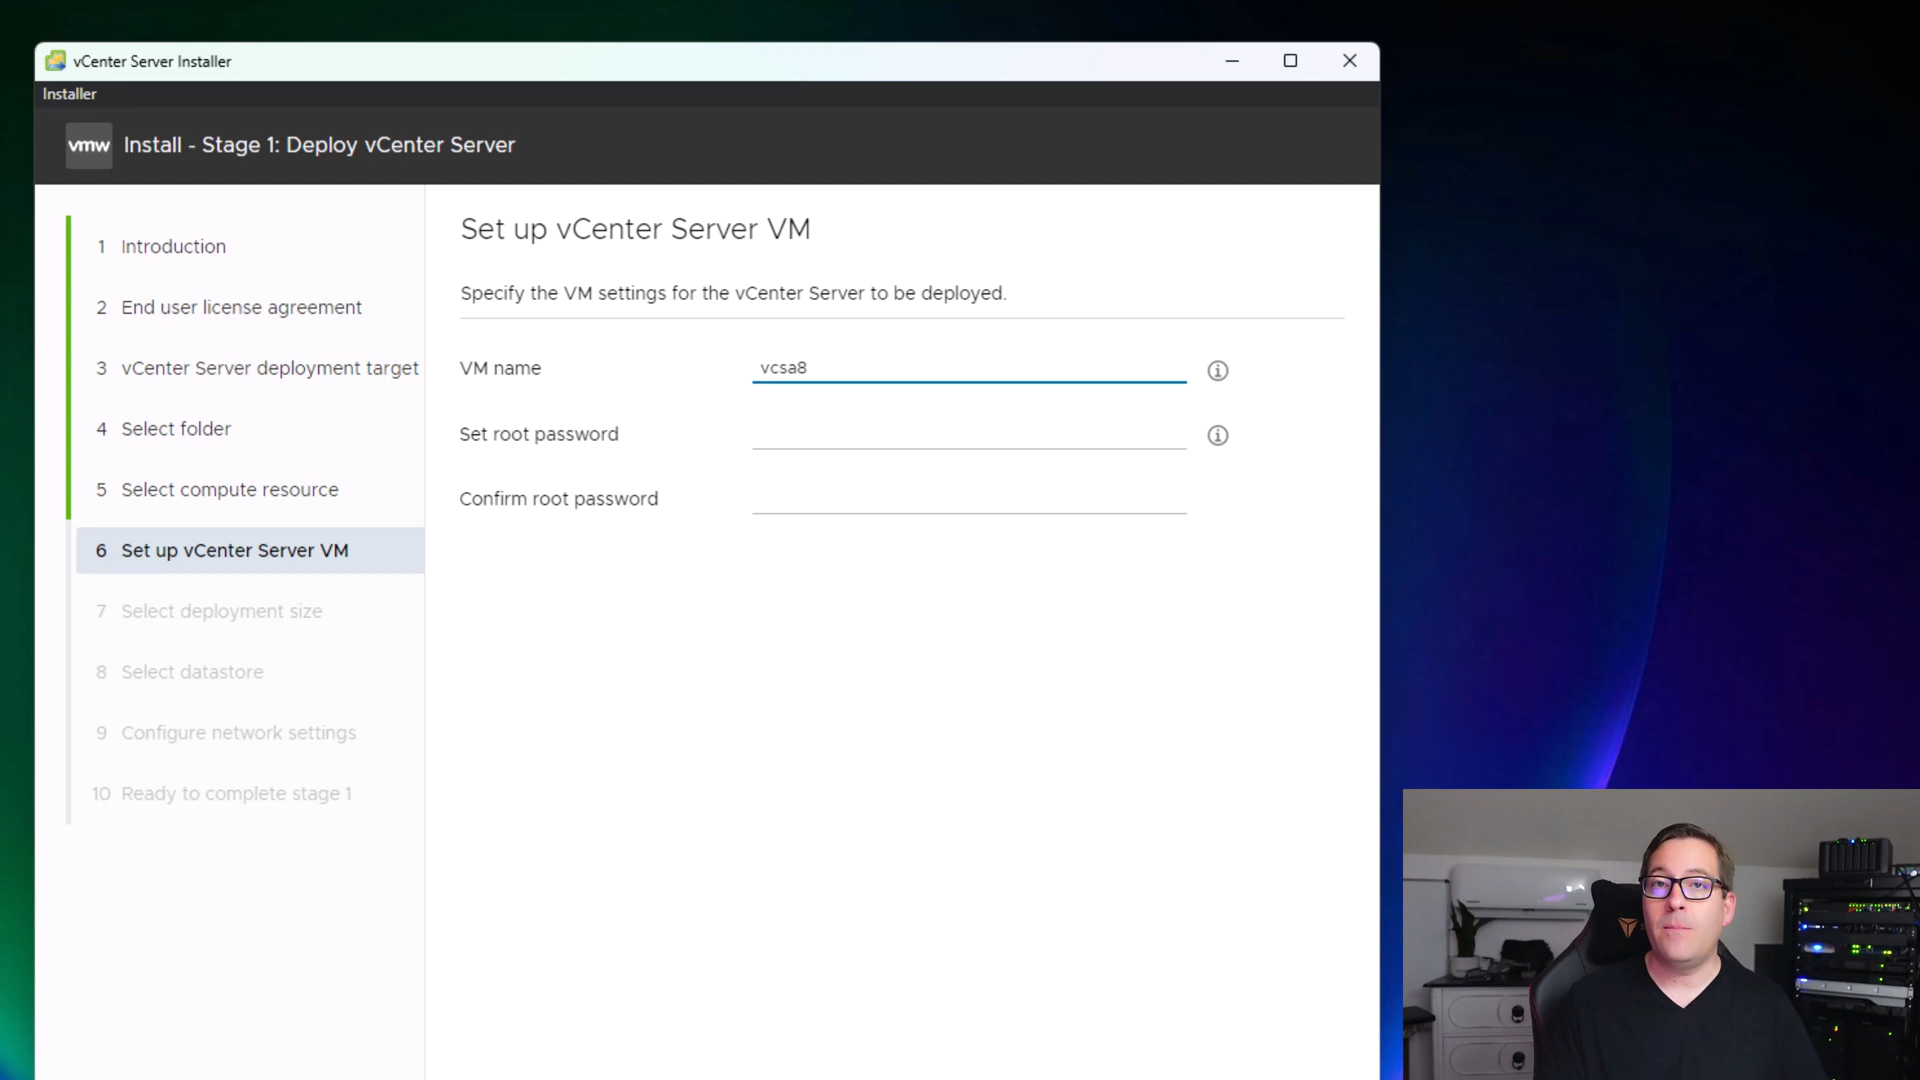 vCenter Server Installer
Installer
vmw Install - Stage 1: Deploy vCenter Server
1 Introduction
2 End user license agreement
3 vCenter Server deployment target
4 Select folder
5 Select compute resource
6 Set up vCenter Server VM
7 Select deployment size
8 Select datastore
9 Configure network settings
10 Ready to complete stage 1
Set up vCenter Server VM
Specify the VM settings for the vCenter Server to be deployed.
VM name vcsa8
Set root password
Confirm root password